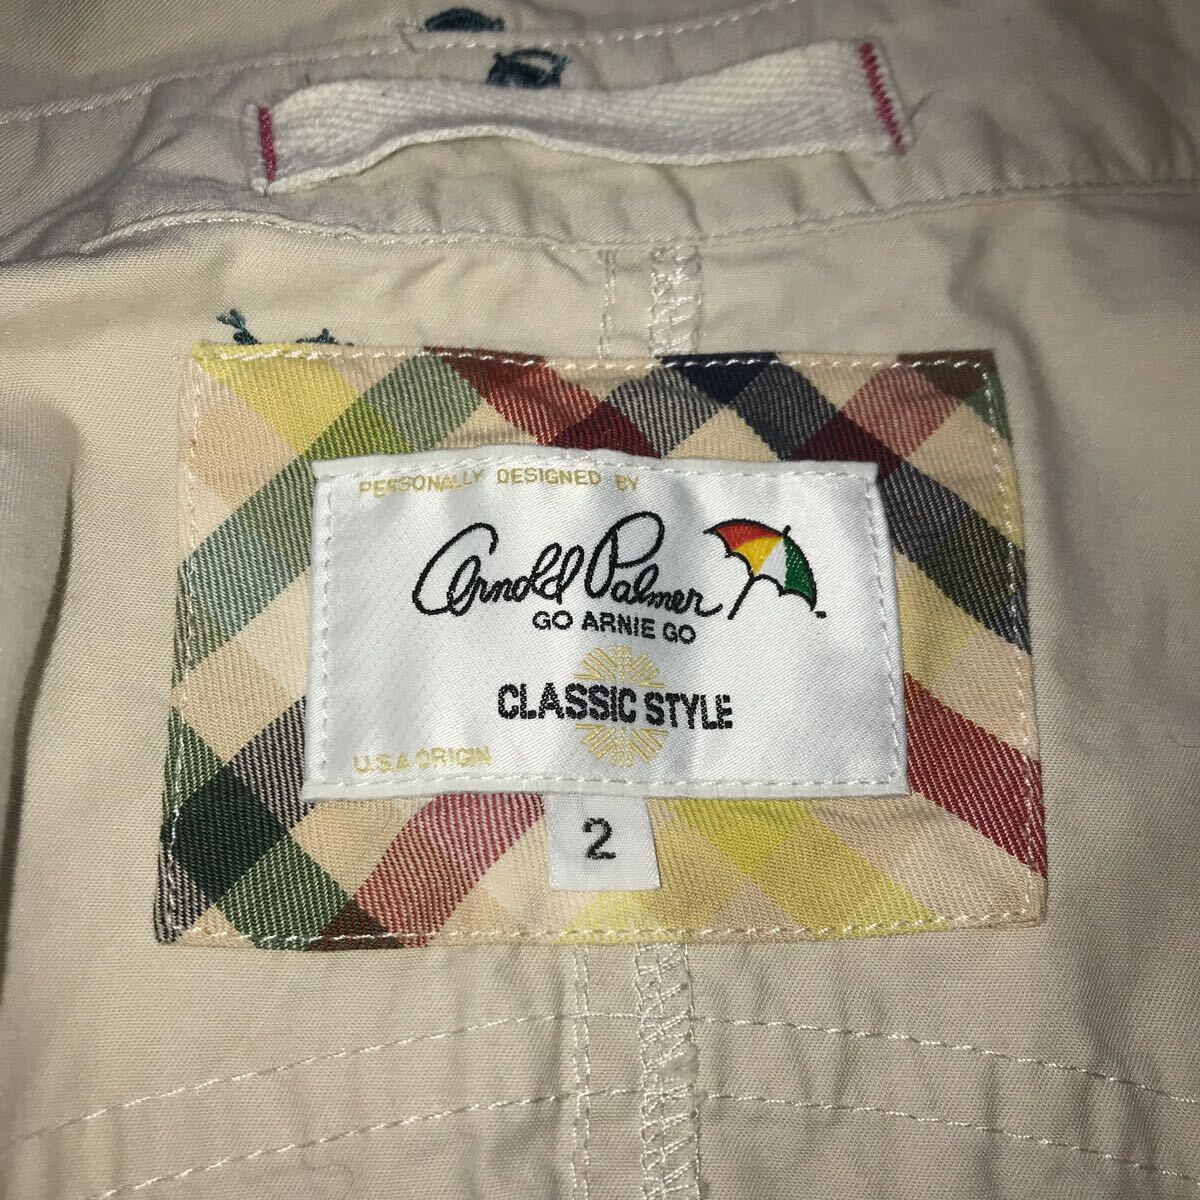 PERSONALLY DESIGNED BY
Arnold Palmer
GO ARNIE GO
CLASSIC STYLE
U.S.A ORIGIN
2